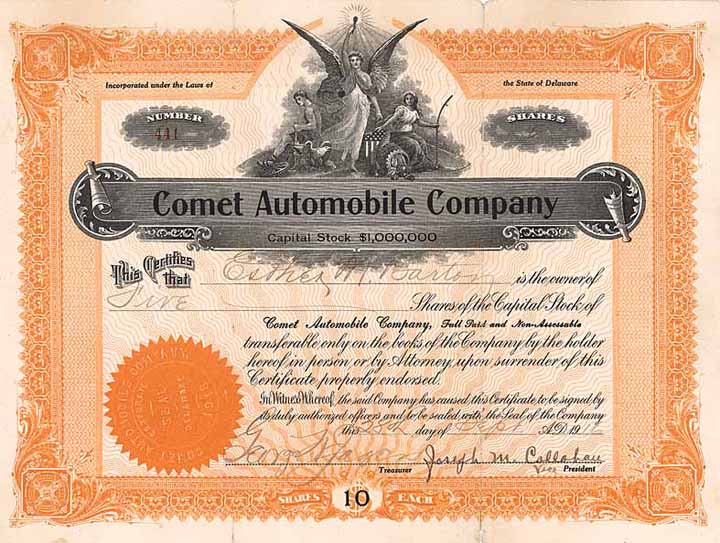 Incorporated under the Laws of the State of Delaware
NUMBER
441
SHARES
Comet Automobile Company
Capital Stock $1,000,000
This Certifies that Esther M. Barton is the owner of
Five Shares of the Capital Stock of
Comet Automobile Company, Full Paid and Non-Assessable
transferable only on the books of the Company by the holder
hereof in person or by Attorney, upon surrender of this
Certificate properly endorsed.
In Witness Whereof, the said Company has caused this Certificate to be signed by
its duly authorized officers and to be sealed with the Seal of the Company
this day of A.D. 19
Joseph M. Callahan
Treasurer Vice President
SHARES 10 EACH